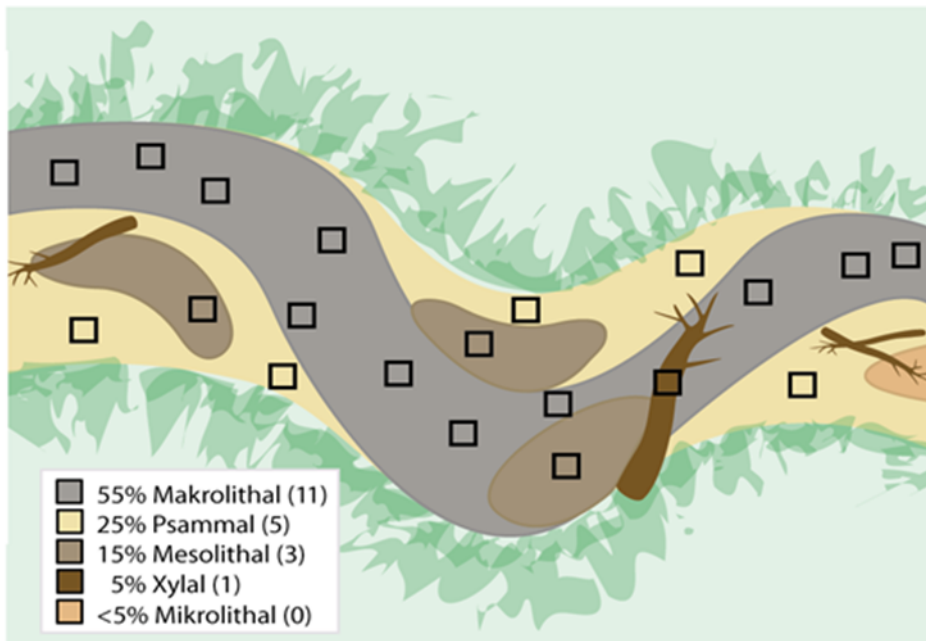 55% Makrolithal (11)
25% Psammal (5)
15% Mesolithal (3)
5% Xylal (1)
<5% Mikrolithal (0)